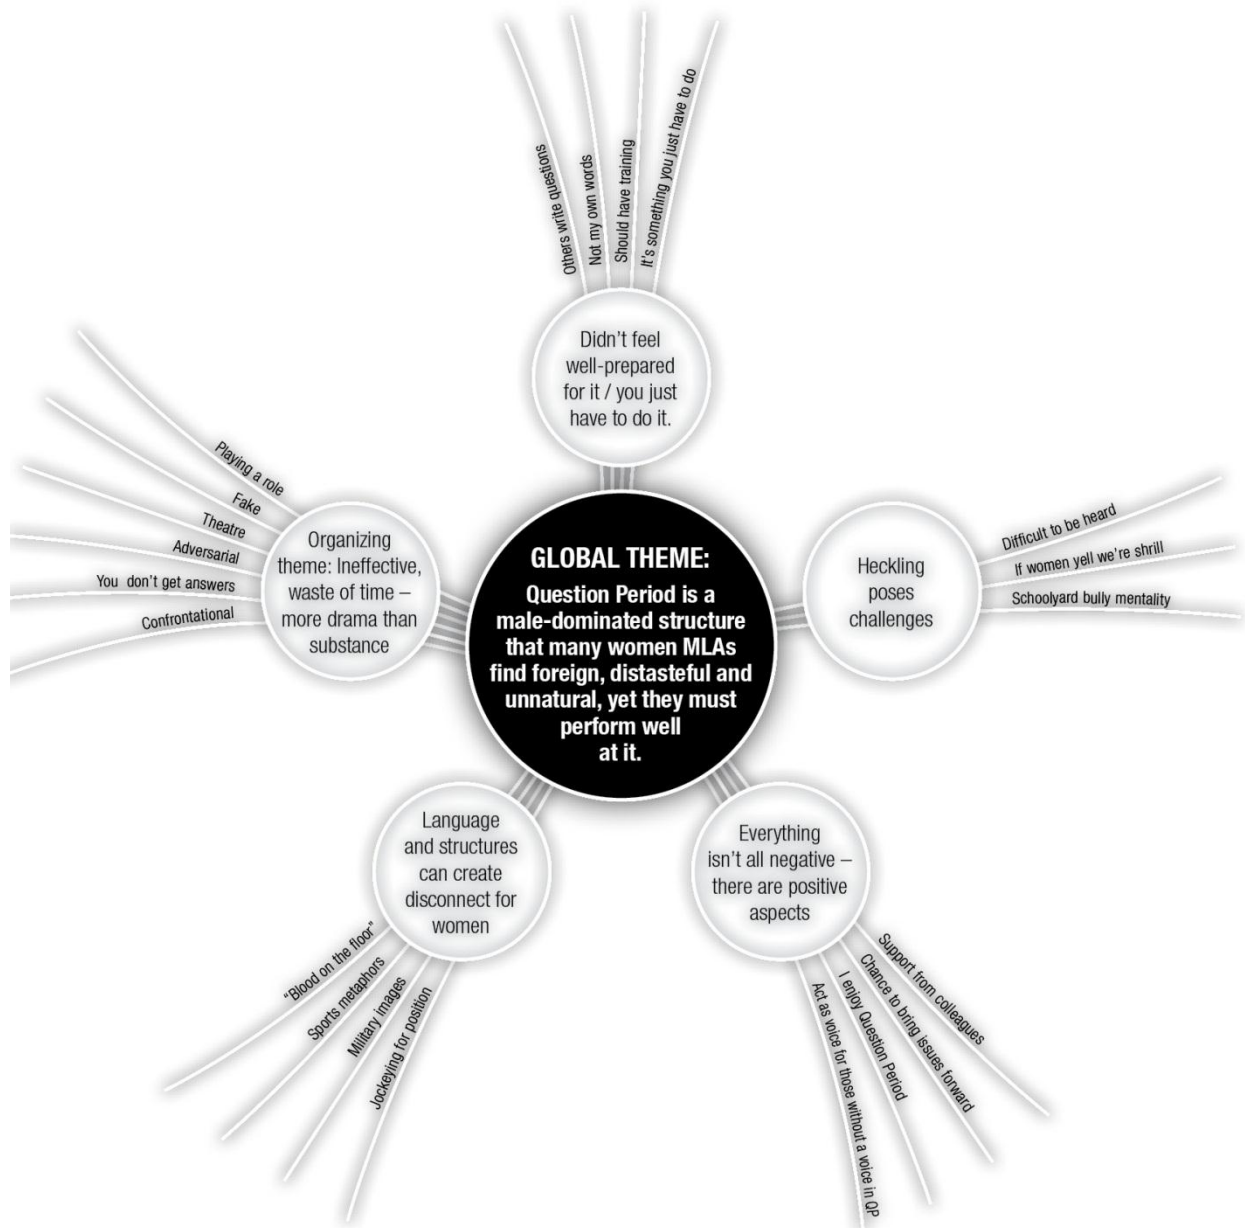 Others write questions
Not my own words
Should have training
It's something you just have to do
Didn't feel
well-prepared
for it / you just
have to do it.
Playing a role
Fake
Theatre
Adversarial
You don't get answers
Confrontational
Organizing
theme: Ineffective,
waste of time –
more drama than
substance
GLOBAL THEME:
Question Period is a
male-dominated structure
that many women MLAs
find foreign, distasteful and
unnatural, yet they must
perform well
at it.
Heckling
poses
challenges
Difficult to be heard
If women yell we're shrill
Schoolyard bully mentality
Language
and structures
can create
disconnect for
women
"Blood on the floor"
Sports metaphors
Military images
Jockeying for position
Everything
isn't all negative –
there are positive
aspects
Support from colleagues
Chance to bring issues forward
I enjoy Question Period
Act as voice for those without a voice in QP